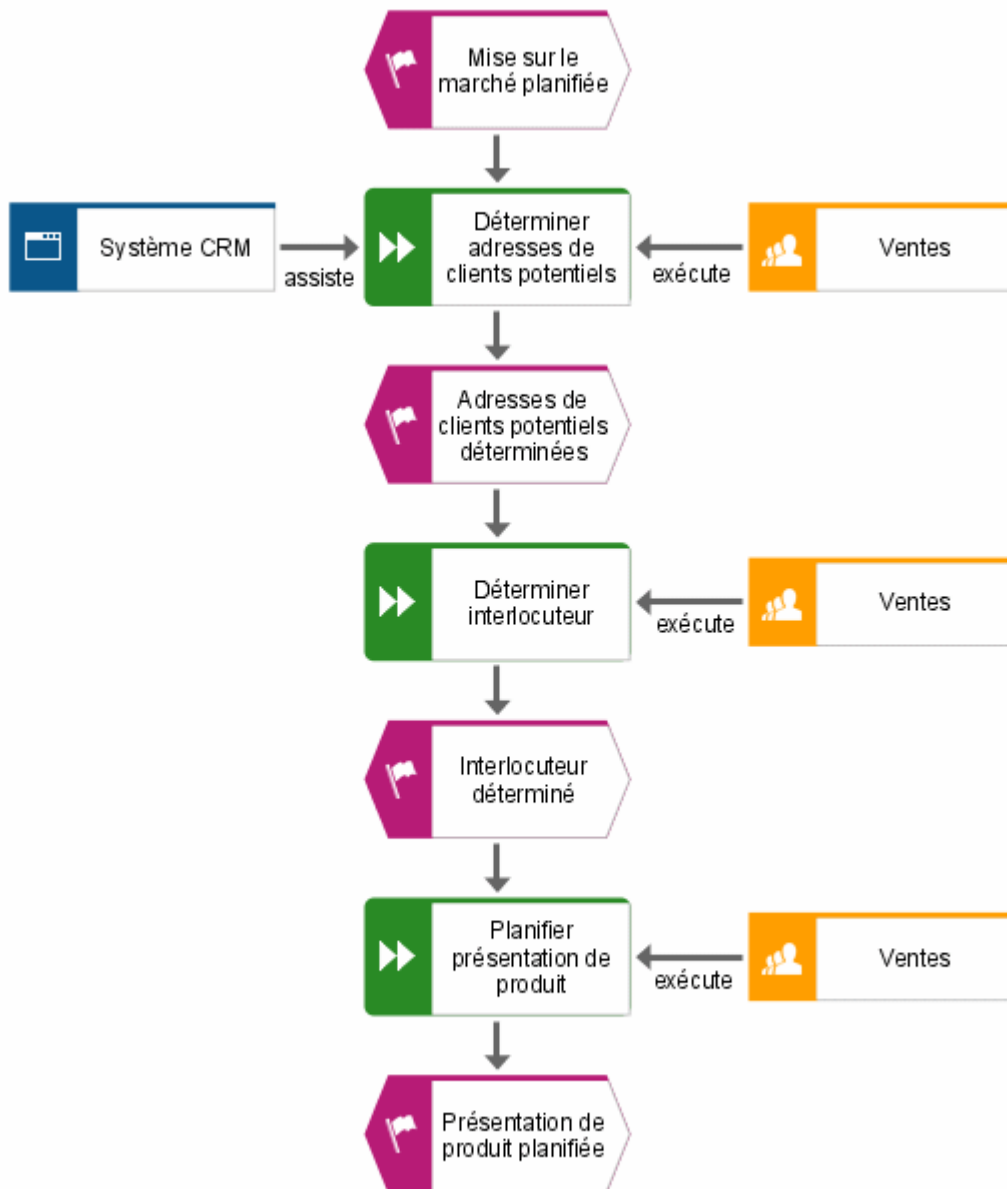 Mise sur le
marché planifiée
Déterminer
adresses de
clients potentiels
Système CRM
assiste
exécute
Ventes
Adresses de
clients potentiels
déterminées
Déterminer
interlocuteur
exécute
Ventes
Interlocuteur
déterminé
Planifier
présentation de
produit
exécute
Ventes
Présentation de
produit planifiée